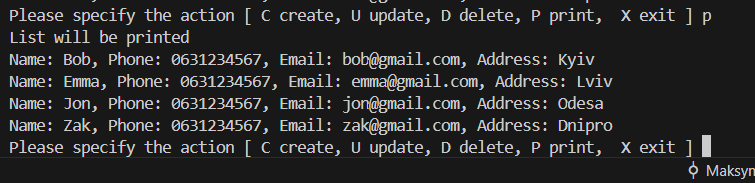 Please specify the action [ C create, U update, D delete, P print,  X exit ] p
List will be printed
Name: Bob, Phone: 0631234567, Email: bob@gmail.com, Address: Kyiv
Name: Emma, Phone: 0631234567, Email: emma@gmail.com, Address: Lviv
Name: Jon, Phone: 0631234567, Email: jon@gmail.com, Address: Odesa
Name: Zak, Phone: 0631234567, Email: zak@gmail.com, Address: Dnipro
Please specify the action [ C create, U update, D delete, P print,  X exit ]